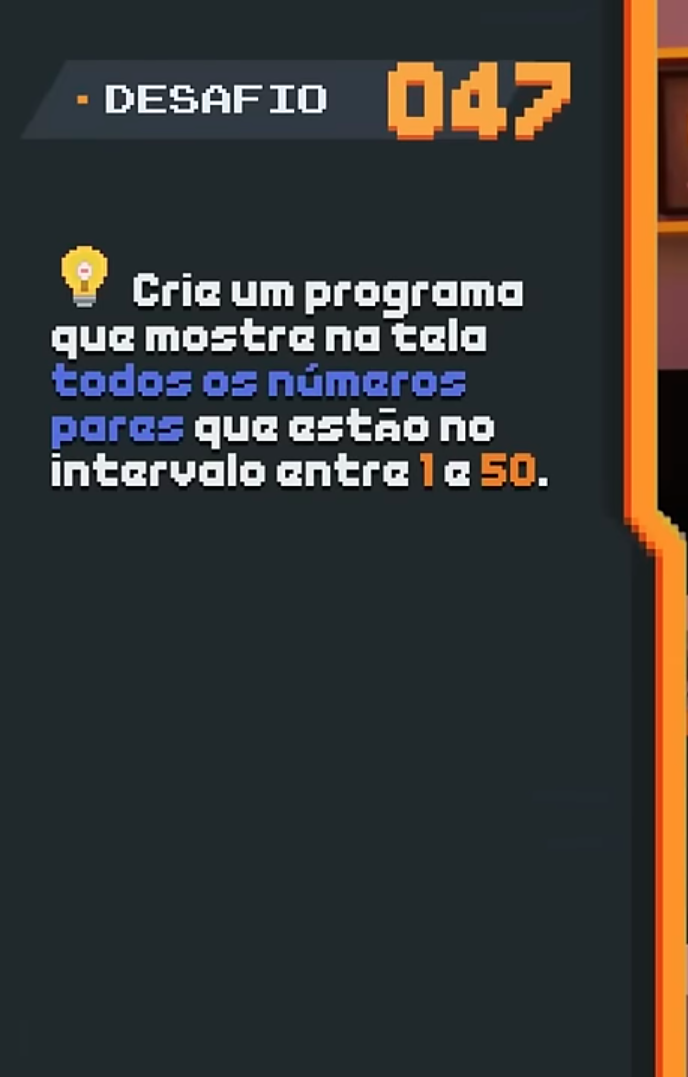 DESAFIO 047
Crie um programa
que mostre na tela
todos os números
pares que estão no
intervalo entre 1 e 50.